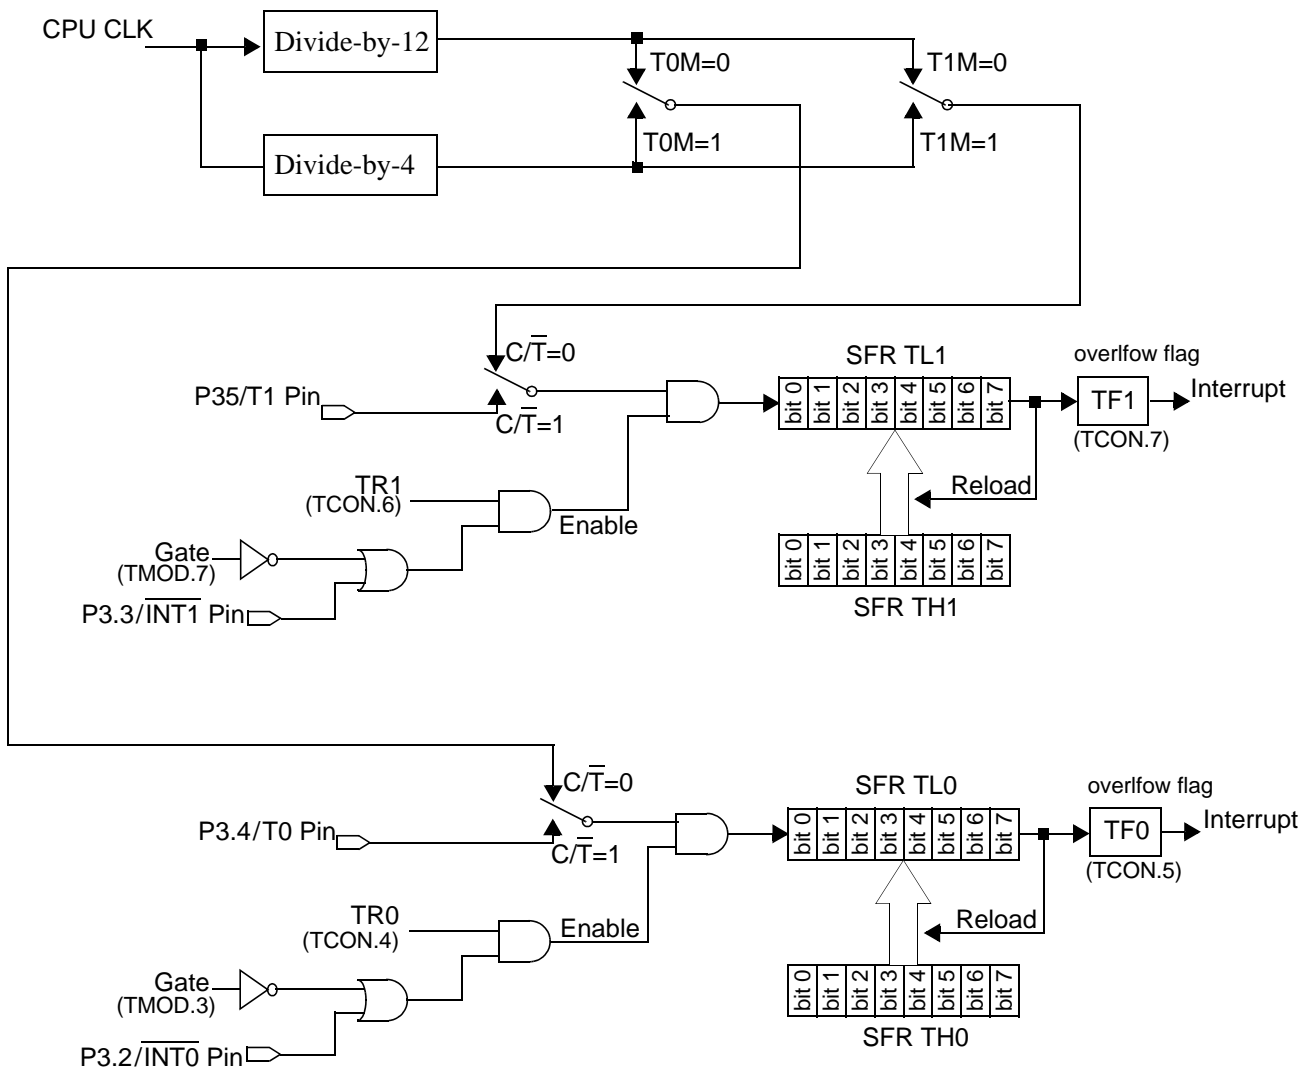 CPU CLK
Divide-by-12
T0M=0
T1M=0
T0M=1
T1M=1
Divide-by-4
C/T̅=0
SFR TL1
overlfow flag
P35/T1 Pin
bit 0 bit 1 bit 2 bit 3 bit 4 bit 5 bit 6 bit 7
TF1
Interrupt
C/T̅=1
(TCON.7)
TR1
(TCON.6)
Reload
Enable
Gate
(TMOD.7)
bit 0 bit 1 bit 2 bit 3 bit 4 bit 5 bit 6 bit 7
P3.3/I̅N̅T̅1̅ Pin
SFR TH1
C/T̅=0
SFR TL0
overlfow flag
P3.4/T0 Pin
bit 0 bit 1 bit 2 bit 3 bit 4 bit 5 bit 6 bit 7
TF0
Interrupt
C/T̅=1
(TCON.5)
TR0
(TCON.4)
Enable
Reload
Gate
(TMOD.3)
bit 0 bit 1 bit 2 bit 3 bit 4 bit 5 bit 6 bit 7
P3.2/I̅N̅T̅0̅ Pin
SFR TH0